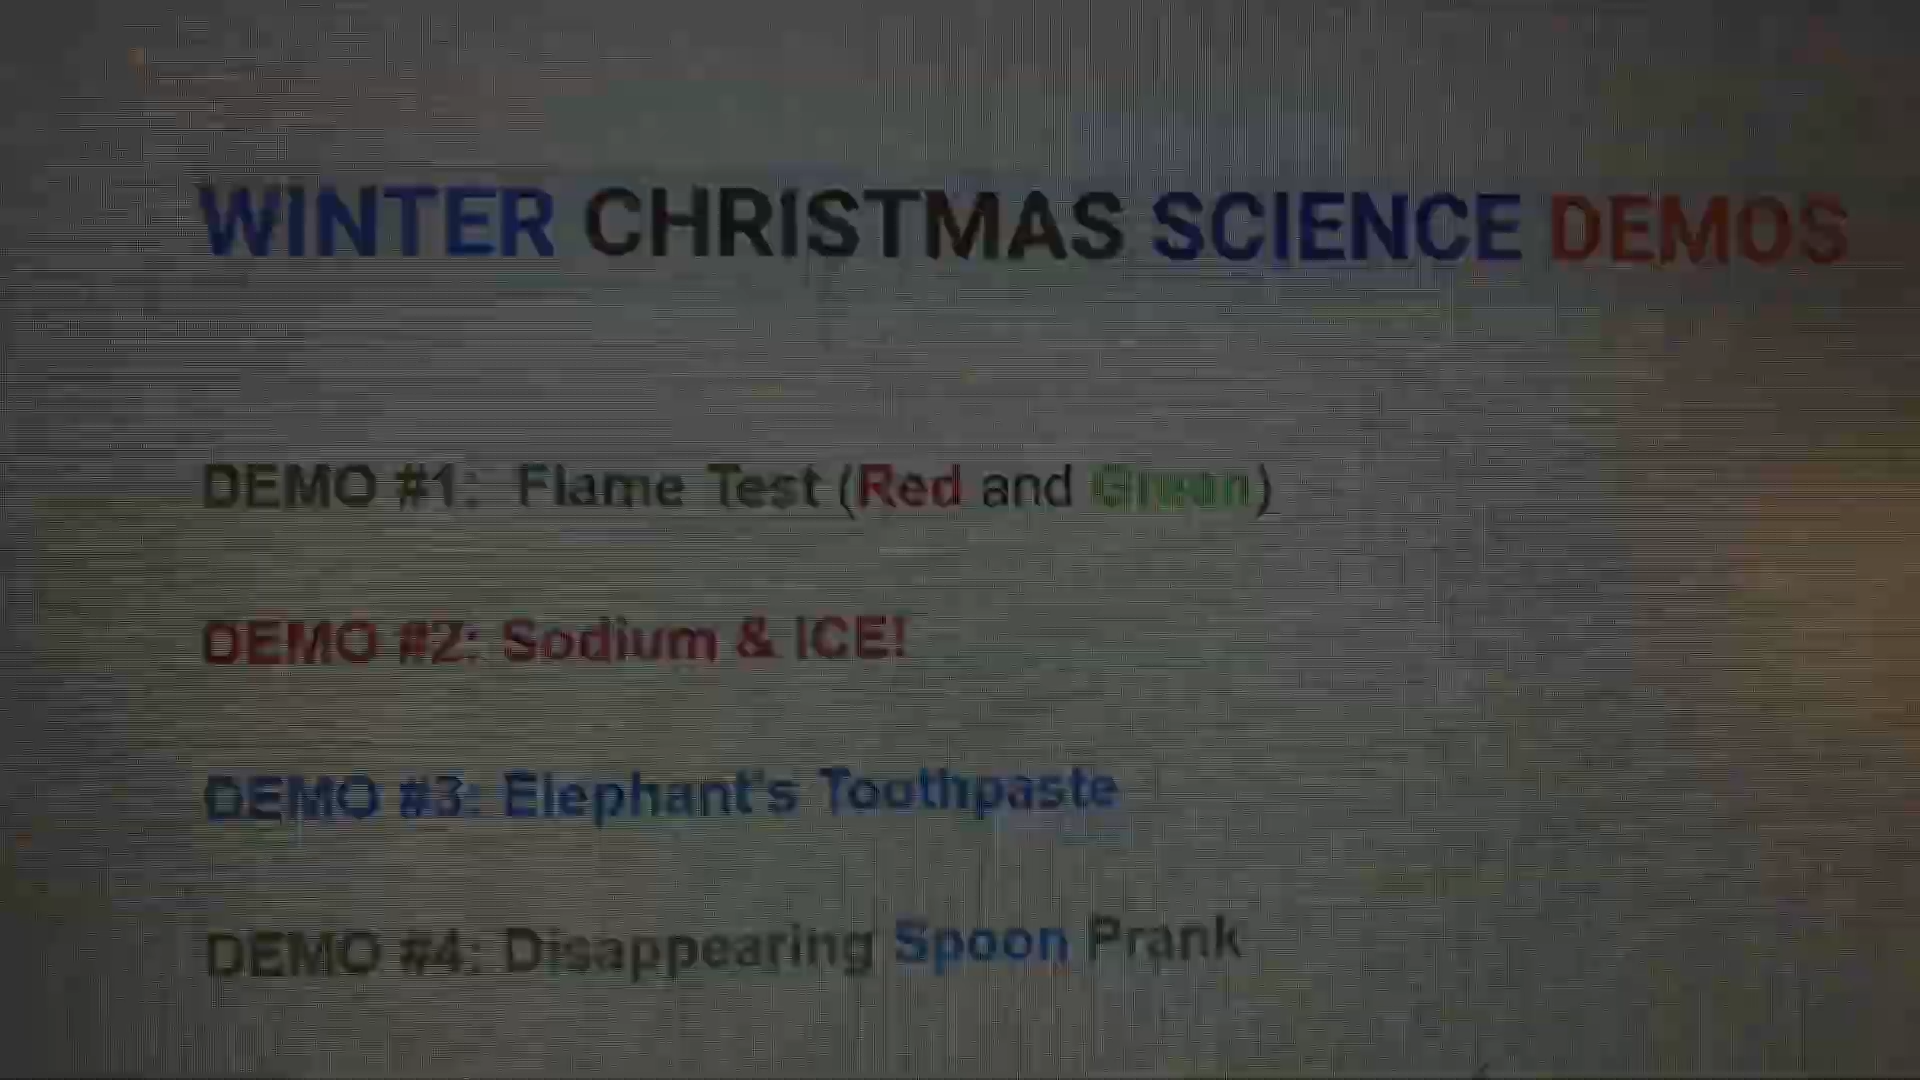 WINTER CHRISTMAS SCIENCE DEMOS
DEMO #1: Flame Test (Red and Green)
DEMO #2: Sodium & ICE!
DEMO #3: Elephant's Toothpaste
DEMO #4: Disappearing Spoon Prank